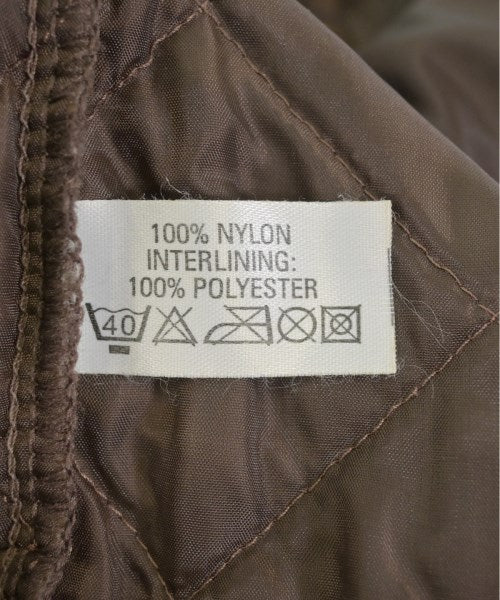 100% NYLON
INTERLINING:
100% POLYESTER
40